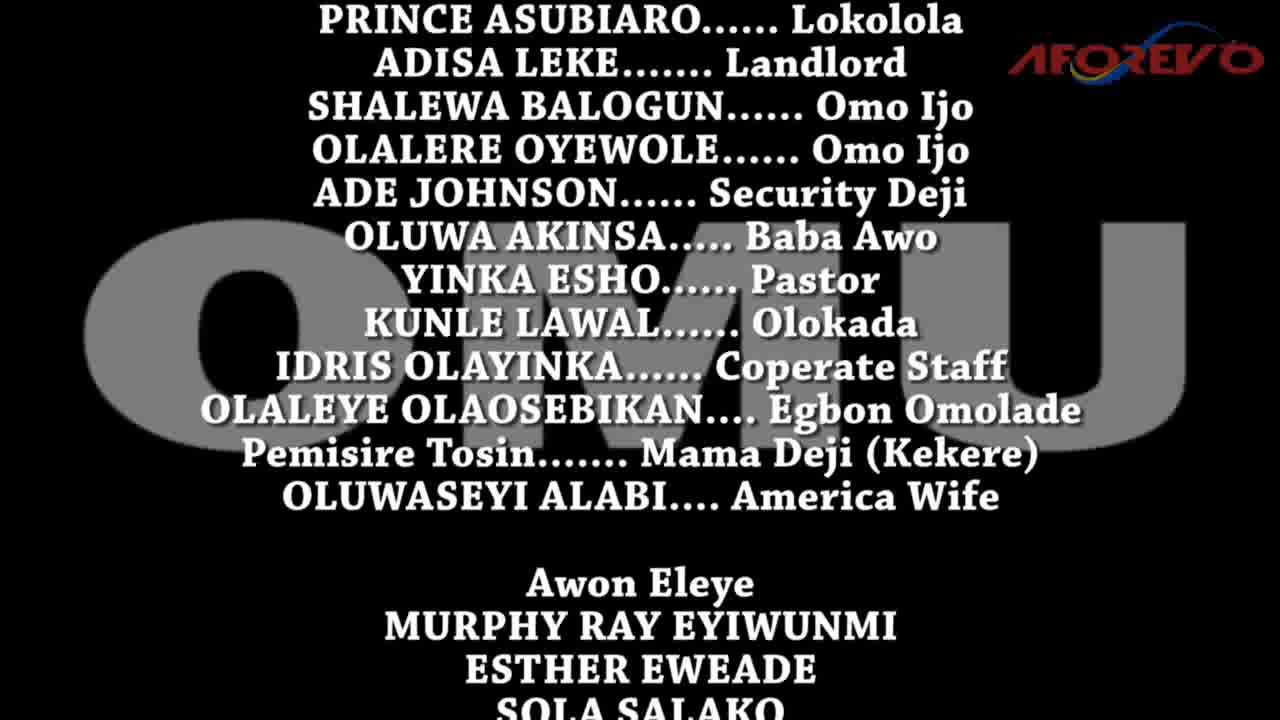 PRINCE ASUBIARO...... Lokolola
AFOREVO
ADISA LEKE....... Landlord
SHALEWA BALOGUN...... Omo Ijo
OLALERE OYEWOLE...... Omo Ijo
ADE JOHNSON...... Security Deji
OLUWA AKINSA..... Baba Awo
YINKA ESHO...... Pastor
KUNLE LAWAL...... Olokada
OMU
IDRIS OLAYINKA...... Coperate Staff
OLALEYE OLAOSEBIKAN.... Egbon Omolade
Pemisire Tosin....... Mama Deji (Kekere)
OLUWASEYI ALABI.... America Wife
Awon Eleye
MURPHY RAY EYIWUNMI
ESTHER EWEADE
SOLA SALAKO